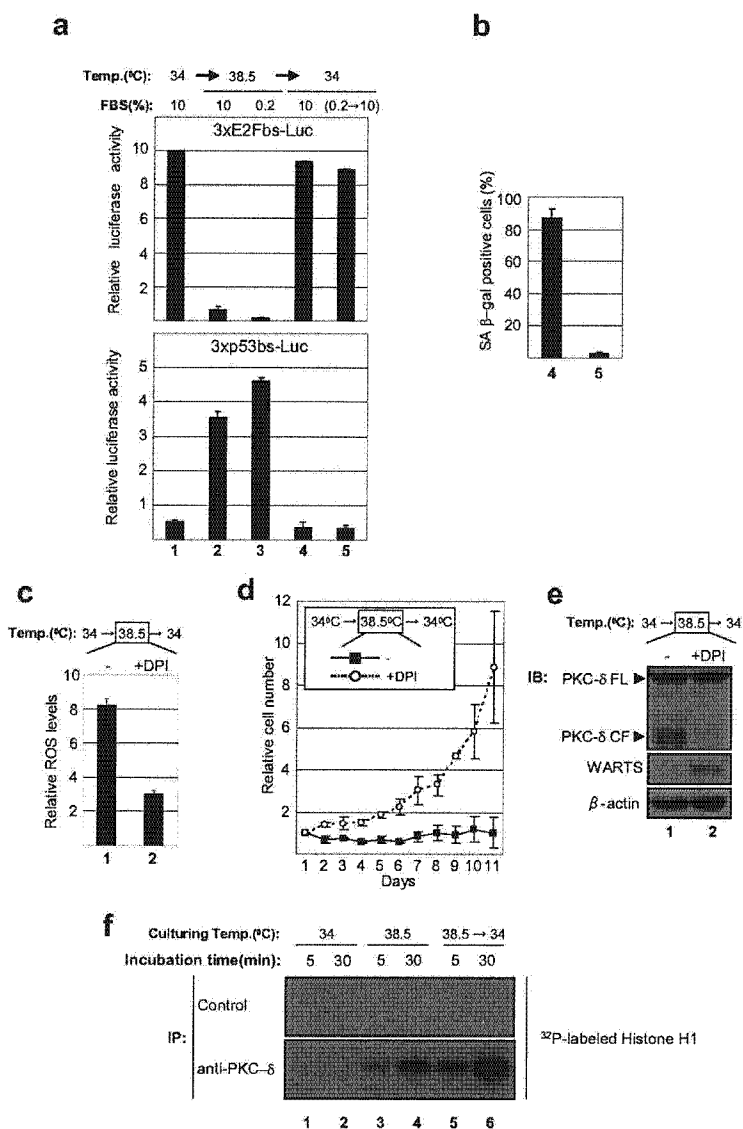 a
Temp.(ºC): 34 → 38.5 → 34
FBS(%): 10 10 0.2 10 (0.2→10)
3xE2Fbs-Luc
Relative luciferase activity
10
8
6
4
2
3xp53bs-Luc
Relative luciferase activity
5
4
3
2
1
1 2 3 4 5
b
SA β-gal positive cells (%)
100
80
60
40
20
4 5
c
Temp.(ºC): 34 → 38.5 → 34
- +DPI
Relative ROS levels
10
8
6
4
2
1 2
d
Relative cell number
12
10
8
6
4
2
34ºC → 38.5ºC → 34ºC
-
+DPI
1 2 3 4 5 6 7 8 9 10 11
Days
e
Temp.(ºC): 34 → 38.5 → 34
- +DPI
IB: PKC-δ FL
PKC-δ CF
WARTS
β-actin
1 2
f
Culturing Temp.(ºC): 34 38.5 38.5 → 34
Incubation time(min): 5 30 5 30 5 30
IP:
Control
anti-PKC-δ
32P-labeled Histone H1
1 2 3 4 5 6